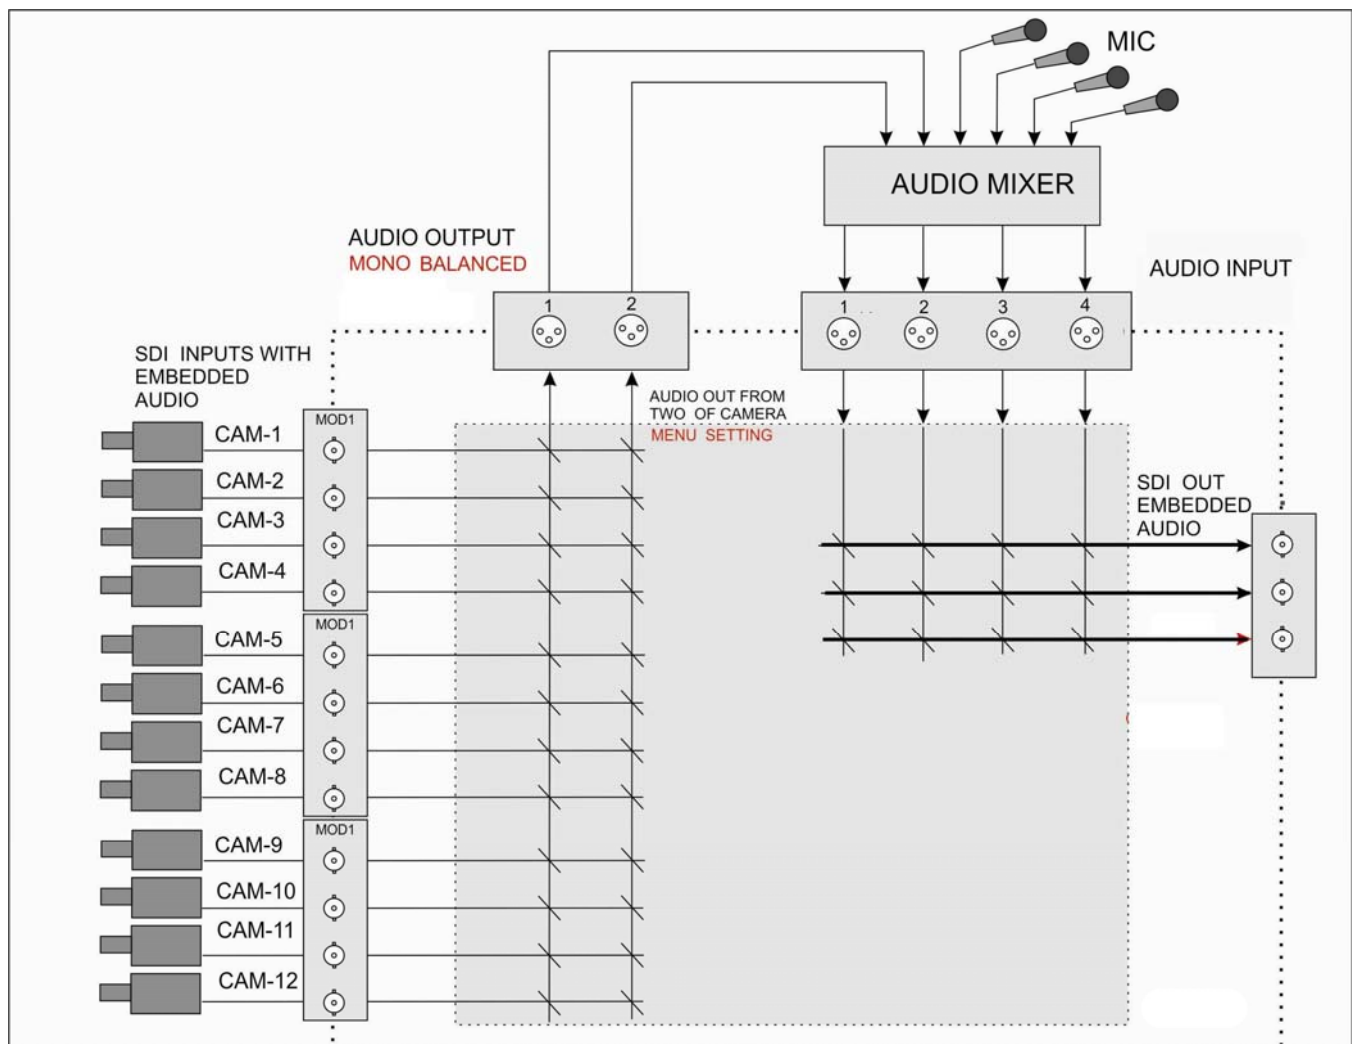 MIC
AUDIO MIXER
AUDIO OUTPUT
MONO BALANCED
AUDIO INPUT
1
2
1
2
3
4
SDI INPUTS WITH
EMBEDDED
AUDIO
AUDIO OUT FROM
TWO OF CAMERA
MENU SETTING
MOD1
CAM-1
CAM-2
CAM-3
CAM-4
SDI OUT
EMBEDDED
AUDIO
MOD1
CAM-5
CAM-6
CAM-7
CAM-8
MOD1
CAM-9
CAM-10
CAM-11
CAM-12